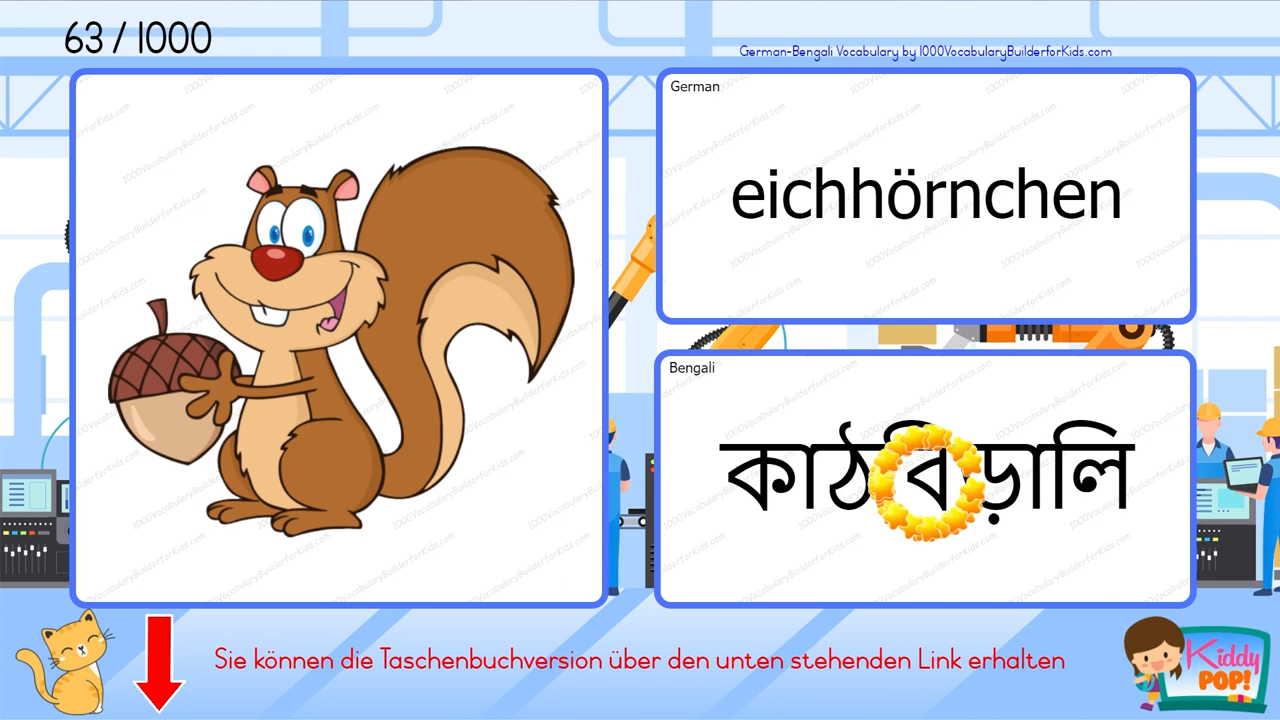 63 / 1000
German-Bengali Vocabulary by 1000VocabularyBuilderforKids.com
German
eichhörnchen
Bengali
কাঠবিড়ালি
Sie können die Taschenbuchversion über den unten stehenden Link erhalten
Kiddy
POP!